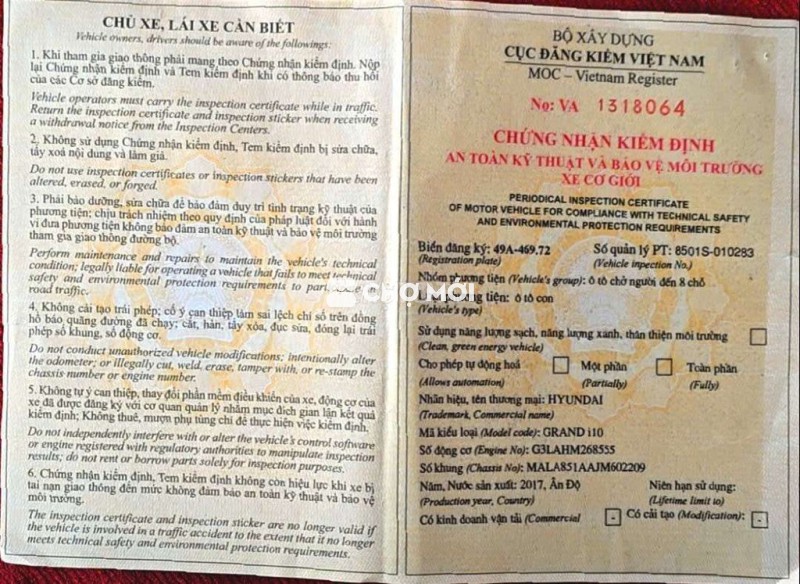 CHỦ XE, LÁI XE CẦN BIẾT
Vehicle owners, drivers should be aware of the followings:
1. Khi tham gia giao thông phải mang theo Chứng nhận kiểm định. Nộp
lại Chứng nhận kiểm định và Tem kiểm định khi có thông báo thu hồi
của các Cơ sở đăng kiểm.
Vehicle operators must carry the inspection certificate while in traffic.
Return the inspection certificate and inspection sticker when receiving
a withdrawal notice from the Inspection Centers.
2. Không sử dụng Chứng nhận kiểm định, Tem kiểm định bị sửa chữa,
tẩy xoá nội dung và làm giả.
Do not use inspection certificates or inspection stickers that have been
altered, erased, or forged.
3. Phải bảo dưỡng, sửa chữa để bảo đảm duy trì tình trạng kỹ thuật của
phương tiện; chịu trách nhiệm theo quy định của pháp luật đối với hành
vi đưa phương tiện không bảo đảm an toàn kỹ thuật và bảo vệ môi trường
tham gia giao thông đường bộ.
Perform maintenance and repairs to maintain the vehicle's technical
condition; legally liable for operating a vehicle that fails to meet technical
safety and environmental protection requirements to
road traffic.
4. Không cải tạo trái phép; cố ý can thiệp làm sai lệch chỉ số trên đồng
hồ báo quãng đường đã chạy; cắt, hàn, tẩy xóa, đục sửa, đóng lại trái
phép số khung, số động cơ.
Do not conduct unauthorized vehicle modifications; intentionally alter
the odometer; or illegally cut, weld, erase, tamper with, or re-stamp the
chassis number or engine number.
5. Không tự ý can thiệp, thay đổi phần mềm điều khiển của xe, động cơ của
xe đã được đăng ký với cơ quan quản lý nhằm mục đích gian lận kết quả
kiểm định; Không thuê, mượn phụ tùng chỉ để thực hiện việc kiểm định.
Do not independently interfere with or alter the vehicle's control software
or engine registered with regulatory authorities to manipulate inspection
results; do not rent or borrow parts solely for inspection purposes.
6. Chứng nhận kiểm định, Tem kiểm định không còn hiệu lực khi xe bị
tai nạn giao thông đến mức không đảm bảo an toàn kỹ thuật và bảo vệ
môi trường.
The inspection certificate and inspection sticker are no longer valid if
the vehicle is involved in a traffic accident to the extent that it no longer
meets technical safety and environmental protection requirements.
BỘ XÂY DỰNG
CỤC ĐĂNG KIỂM VIỆT NAM
MOC – Vietnam Register
No: VA 1318064
CHỨNG NHẬN KIỂM ĐỊNH
AN TOÀN KỸ THUẬT VÀ BẢO VỆ MÔI TRƯỜNG
XE CƠ GIỚI
PERIODICAL INSPECTION CERTIFICATE
OF MOTOR VEHICLE FOR COMPLIANCE WITH TECHNICAL SAFETY
AND ENVIRONMENTAL PROTECTION REQUIREMENTS
Biển đăng ký: 49A-469.72 Số quản lý PT: 8501S-010283
(Registration plate) (Vehicle inspection No.)
Nhóm phương tiện (Vehicle's group): ô tô chở người đến 8 chỗ
tiện: ô tô con
(Vehicle's type)
Sử dụng năng lượng sạch, năng lượng xanh, thân thiện môi trường
(Clean, green energy vehicle)
Cho phép tự động hoá Một phần Toàn phần
(Allows automation) (Partially) (Fully)
Nhãn hiệu, tên thương mại: HYUNDAI
(Trademark, Commercial name)
Mã kiểu loại (Model code): GRAND i10
Số động cơ (Engine No): G3LAHM268555
Số khung (Chassis No): MALA851AAJM602209
Năm, Nước sản xuất: 2017, Ấn Độ Niên hạn sử dụng:
(Production year, Country) (Lifetime limit to)
Có kinh doanh vận tải (Commercial - Có cải tạo (Modification): -
CHỢ MỚI